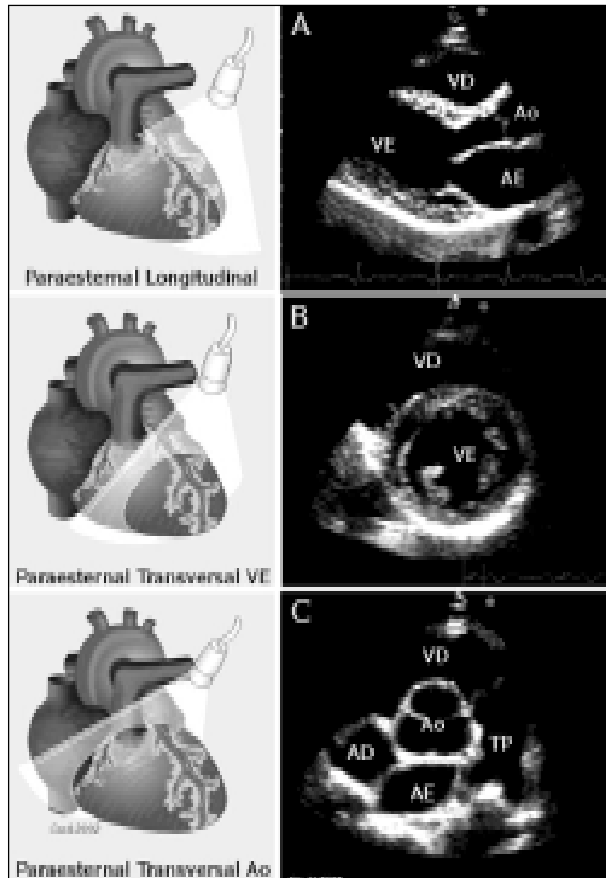 A
VD
Ao
VE
AE
Paraesternal Longitudinal
B
VD
VE
Paraesternal Transversal VE
C
VD
Ao
AD
TP
AE
Paraesternal Transversal Ao